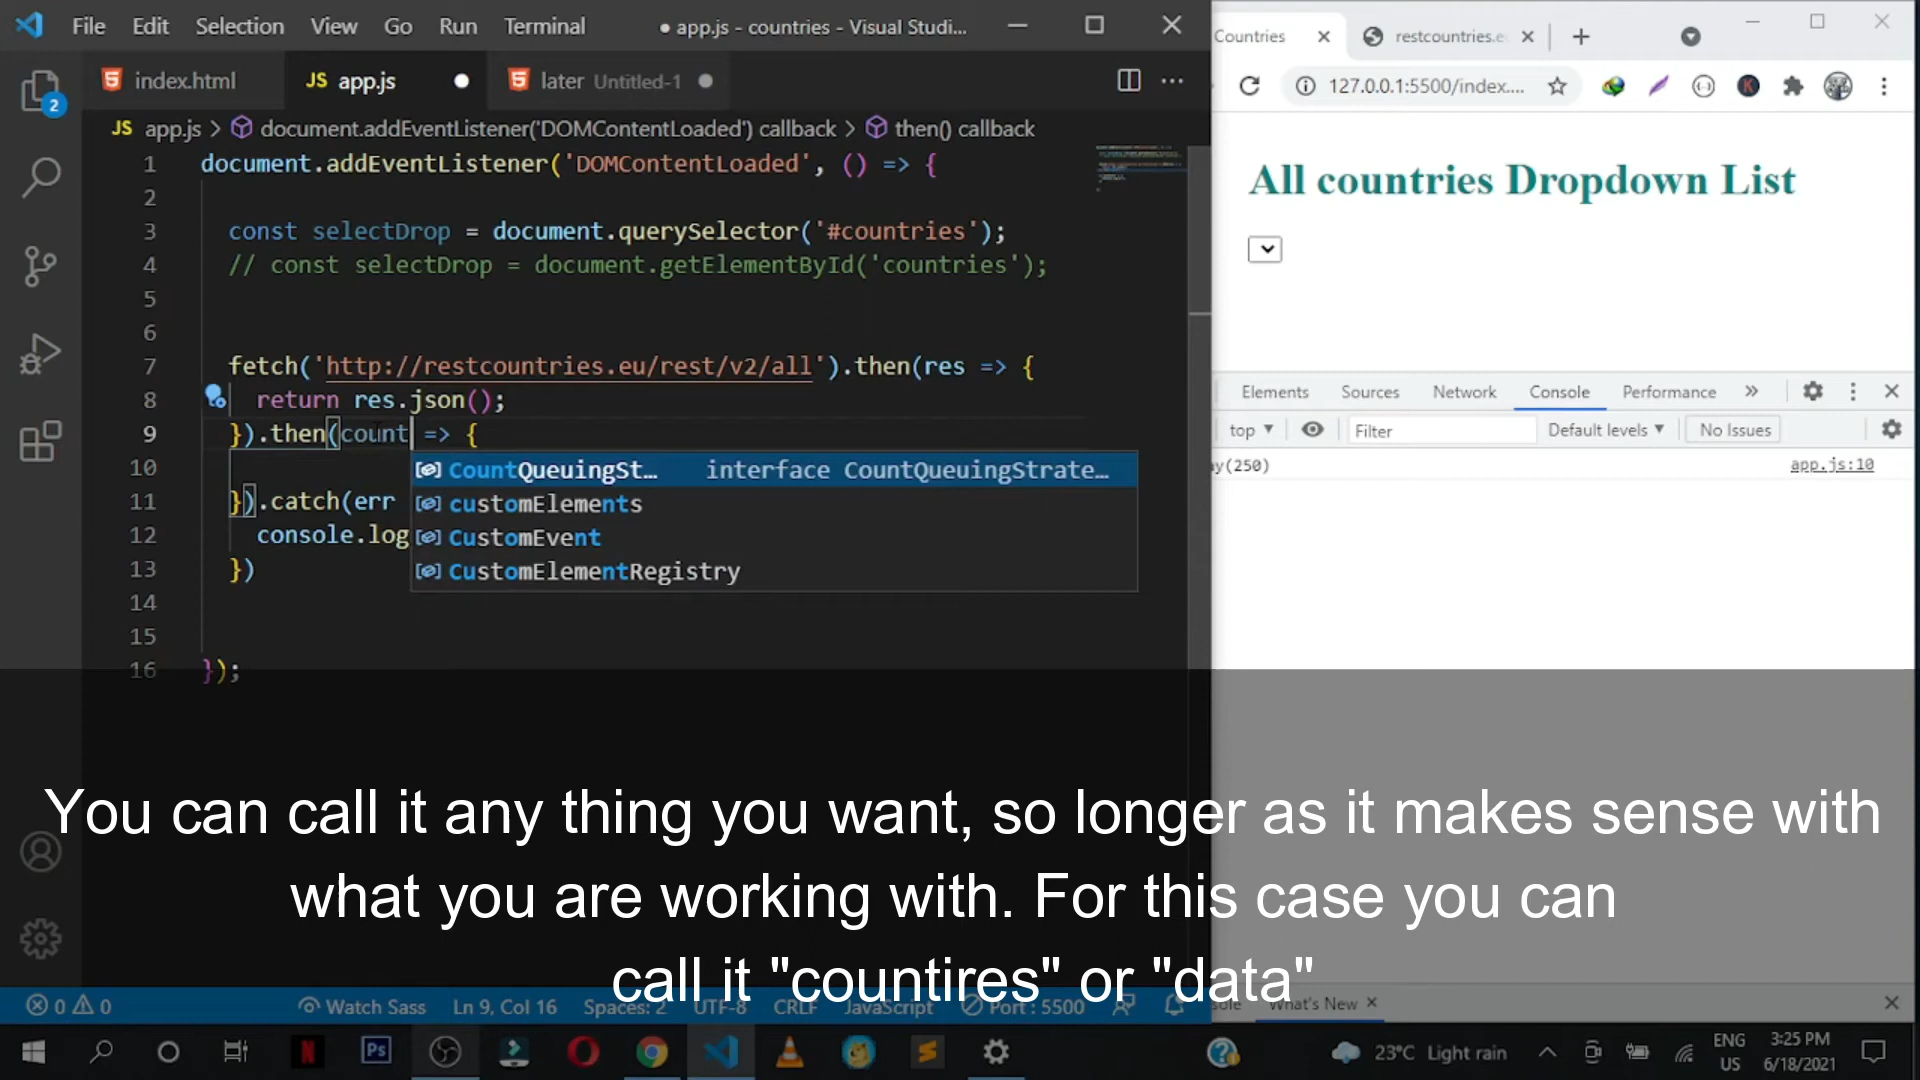 File Edit Selection View Go Run Terminal ● app.js - countries - Visual Studi...
index.html JS app.js later Untitled-1
JS app.js > document.addEventListener('DOMContentLoaded') callback > then() callback
1 document.addEventListener('DOMContentLoaded', () => {
2
3 const selectDrop = document.querySelector('#countries');
4 // const selectDrop = document.getElementById('countries');
5
6
7 fetch('http://restcountries.eu/rest/v2/all').then(res => {
8 return res.json();
9 }).then(count => {
10
11 }).catch(err
12 console.log
13 })
14
15
16 });
CountQueuingSt... interface CountQueuingStrate...
customElements
CustomEvent
CustomElementRegistry
2
Countries restcountries.e
127.0.0.1:5500/index....
All countries Dropdown List
Elements Sources Network Console Performance »
top Filter Default levels No Issues
y(250) app.js:10
You can call it any thing you want, so longer as it makes sense with
what you are working with. For this case you can
call it "countires" or "data"
0 0 Watch Sass Ln 9, Col 16 Spaces: 2 UTF-8 CRLF JavaScript Port : 5500
What's New
Ps 23°C Light rain ENG US 3:25 PM 6/18/2021